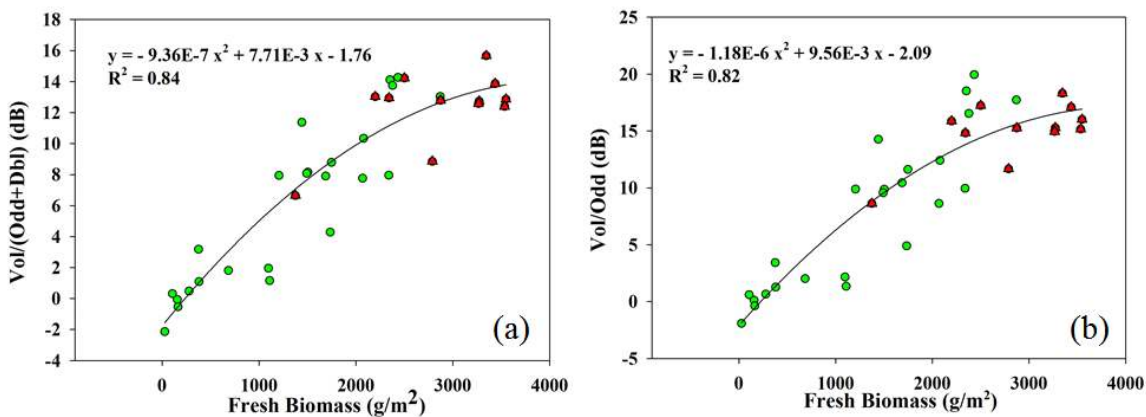 18
16
14
12
10
8
6
4
2
0
-2
-4
y = - 9.36E-7 x² + 7.71E-3 x - 1.76
R² = 0.84
Vol/(Odd+Dbl) (dB)
(a)
0 1000 2000 3000 4000
Fresh Biomass (g/m²)
25
20
15
10
5
0
-5
y = - 1.18E-6 x² + 9.56E-3 x - 2.09
R² = 0.82
Vol/Odd (dB)
(b)
0 1000 2000 3000 4000
Fresh Biomass (g/m²)